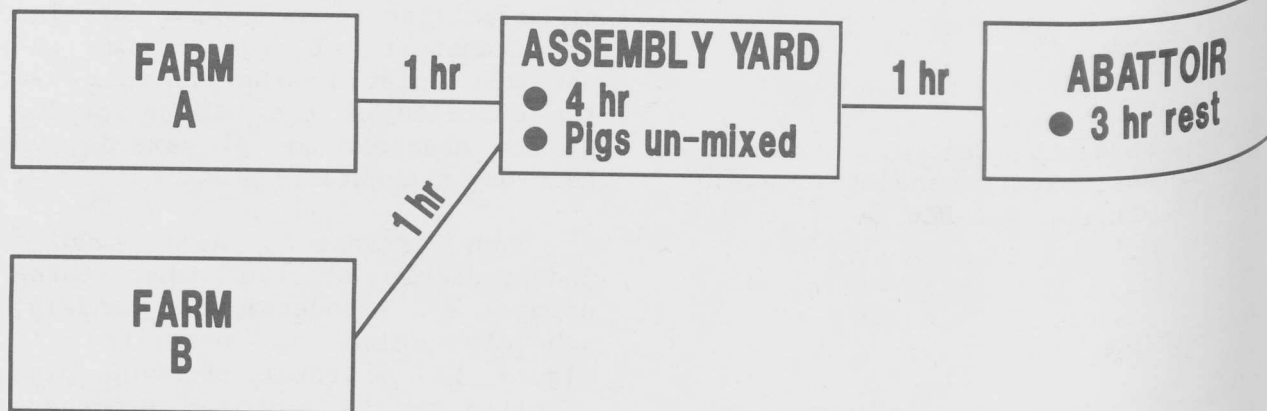 FARM
A
1 hr
ASSEMBLY YARD
● 4 hr
● Pigs un-mixed
1 hr
ABATTOIR
● 3 hr rest
1 hr
FARM
B